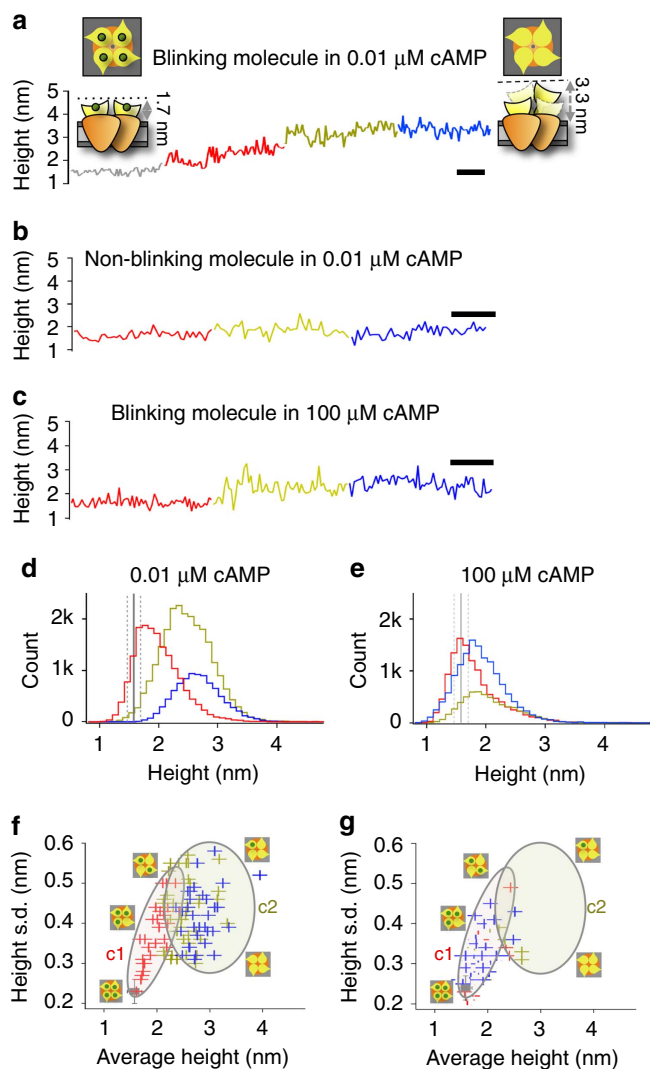 a
Blinking molecule in 0.01 μM cAMP
Height (nm)
5
4
3
2
1
1.7 nm
3.3 nm
b
Non-blinking molecule in 0.01 μM cAMP
Height (nm)
5
4
3
2
1
c
Blinking molecule in 100 μM cAMP
Height (nm)
5
4
3
2
1
d
0.01 μM cAMP
Count
2k
1k
0
1 2 3 4
Height (nm)
e
100 μM cAMP
Count
2k
1k
0
1 2 3 4
Height (nm)
f
Height s.d. (nm)
0.6
0.5
0.4
0.3
0.2
c1
c2
1 2 3 4
Average height (nm)
g
Height s.d. (nm)
0.6
0.5
0.4
0.3
0.2
c1
c2
1 2 3 4
Average height (nm)